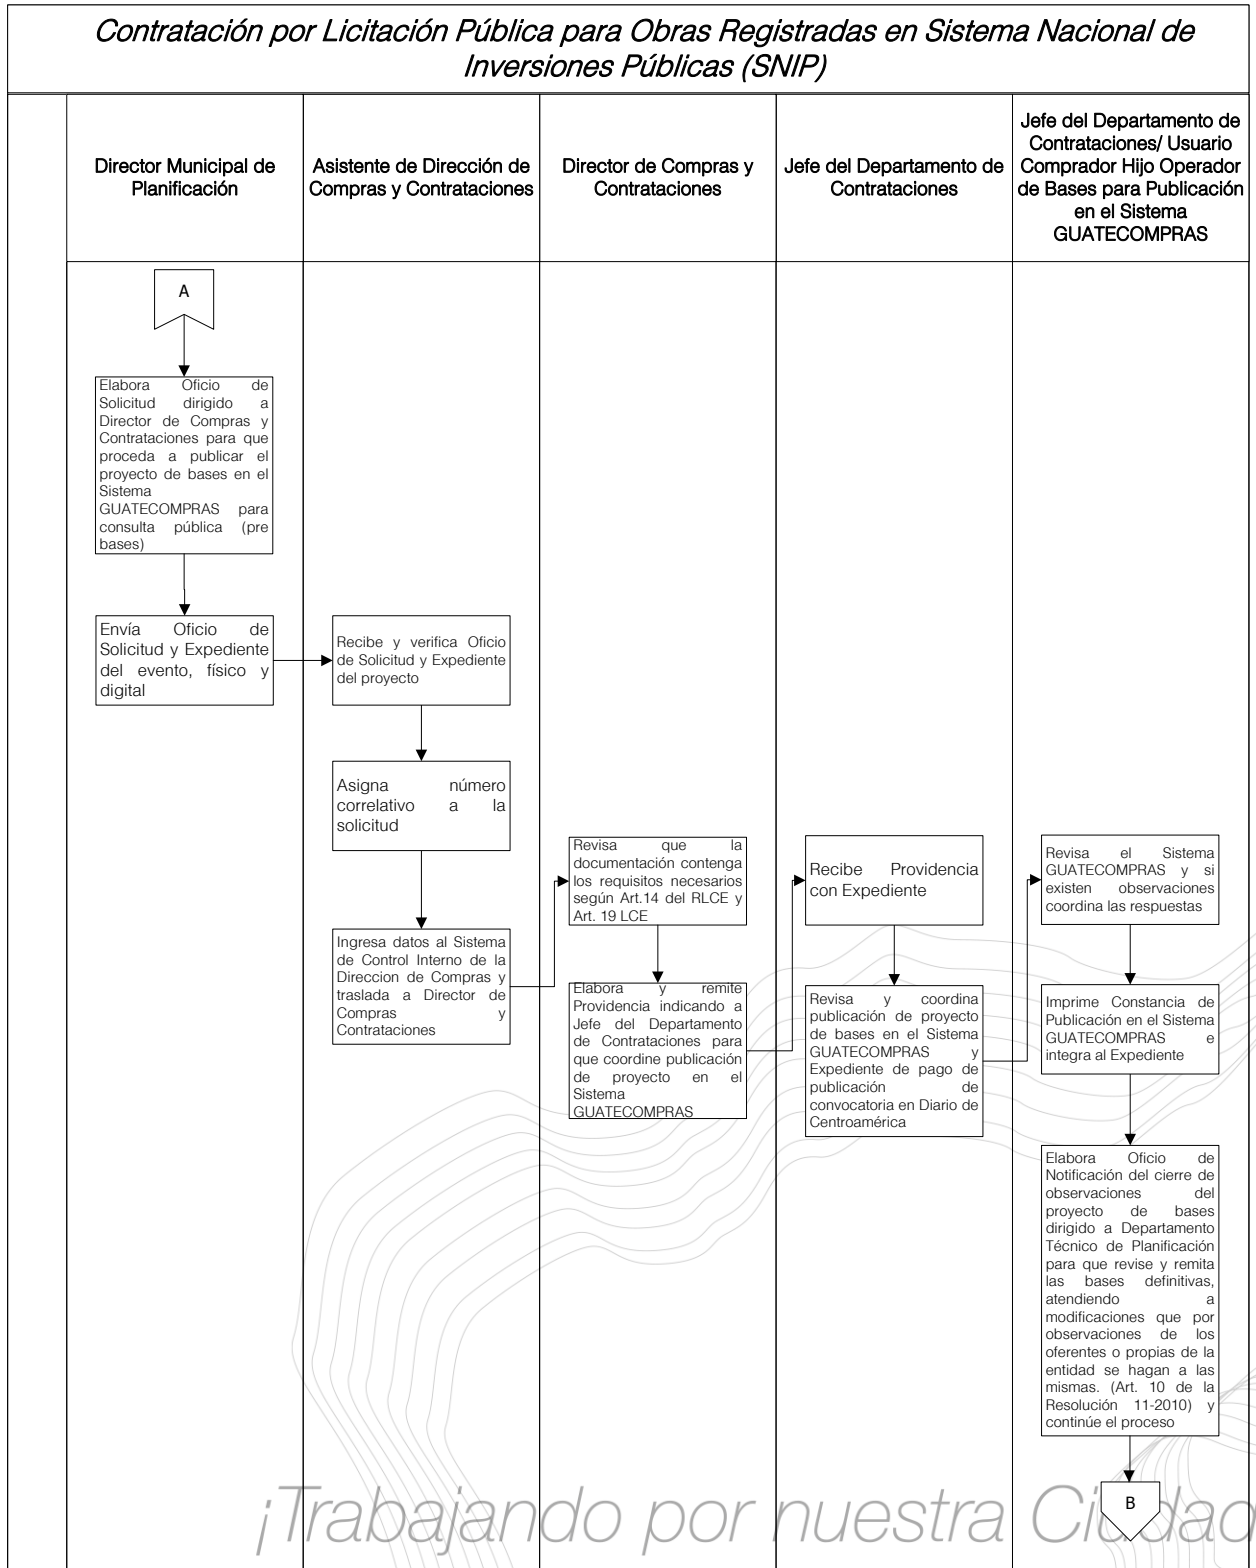 Contratación por Licitación Pública para Obras Registradas en Sistema Nacional de
Inversiones Públicas (SNIP)
Director Municipal de
Planificación
Asistente de Dirección de
Compras y Contrataciones
Director de Compras y
Contrataciones
Jefe del Departamento de
Contrataciones
Jefe del Departamento de
Contrataciones/ Usuario
Comprador Hijo Operador
de Bases para Publicación
en el Sistema
GUATECOMPRAS
A
Elabora Oficio de
Solicitud dirigido a
Director de Compras y
Contrataciones para que
proceda a publicar el
proyecto de bases en el
Sistema
GUATECOMPRAS para
consulta pública (pre
bases)
Envía Oficio de
Solicitud y Expediente
del evento, físico y
digital
Recibe y verifica Oficio
de Solicitud y Expediente
del proyecto
Asigna número
correlativo a la
solicitud
Ingresa datos al Sistema
de Control Interno de la
Direccion de Compras y
traslada a Director de
Compras y
Contrataciones
Revisa que la
documentación contenga
los requisitos necesarios
según Art.14 del RLCE y
Art. 19 LCE
Elabora y remite
Providencia indicando a
Jefe del Departamento
de Contrataciones para
que coordine publicación
de proyecto en el
Sistema
GUATECOMPRAS
Recibe Providencia
con Expediente
Revisa y coordina
publicación de proyecto
de bases en el Sistema
GUATECOMPRAS y
Expediente de pago de
publicación de
convocatoria en Diario de
Centroamérica
Revisa el Sistema
GUATECOMPRAS y si
existen observaciones
coordina las respuestas
Imprime Constancia de
Publicación en el Sistema
GUATECOMPRAS e
integra al Expediente
Elabora Oficio de
Notificación del cierre de
observaciones del
proyecto de bases
dirigido a Departamento
Técnico de Planificación
para que revise y remita
las bases definitivas,
atendiendo a
modificaciones que por
observaciones de los
oferentes o propias de la
entidad se hagan a las
mismas. (Art. 10 de la
Resolución 11-2010) y
continúe el proceso
B
¡Trabajando por nuestra Ciudad